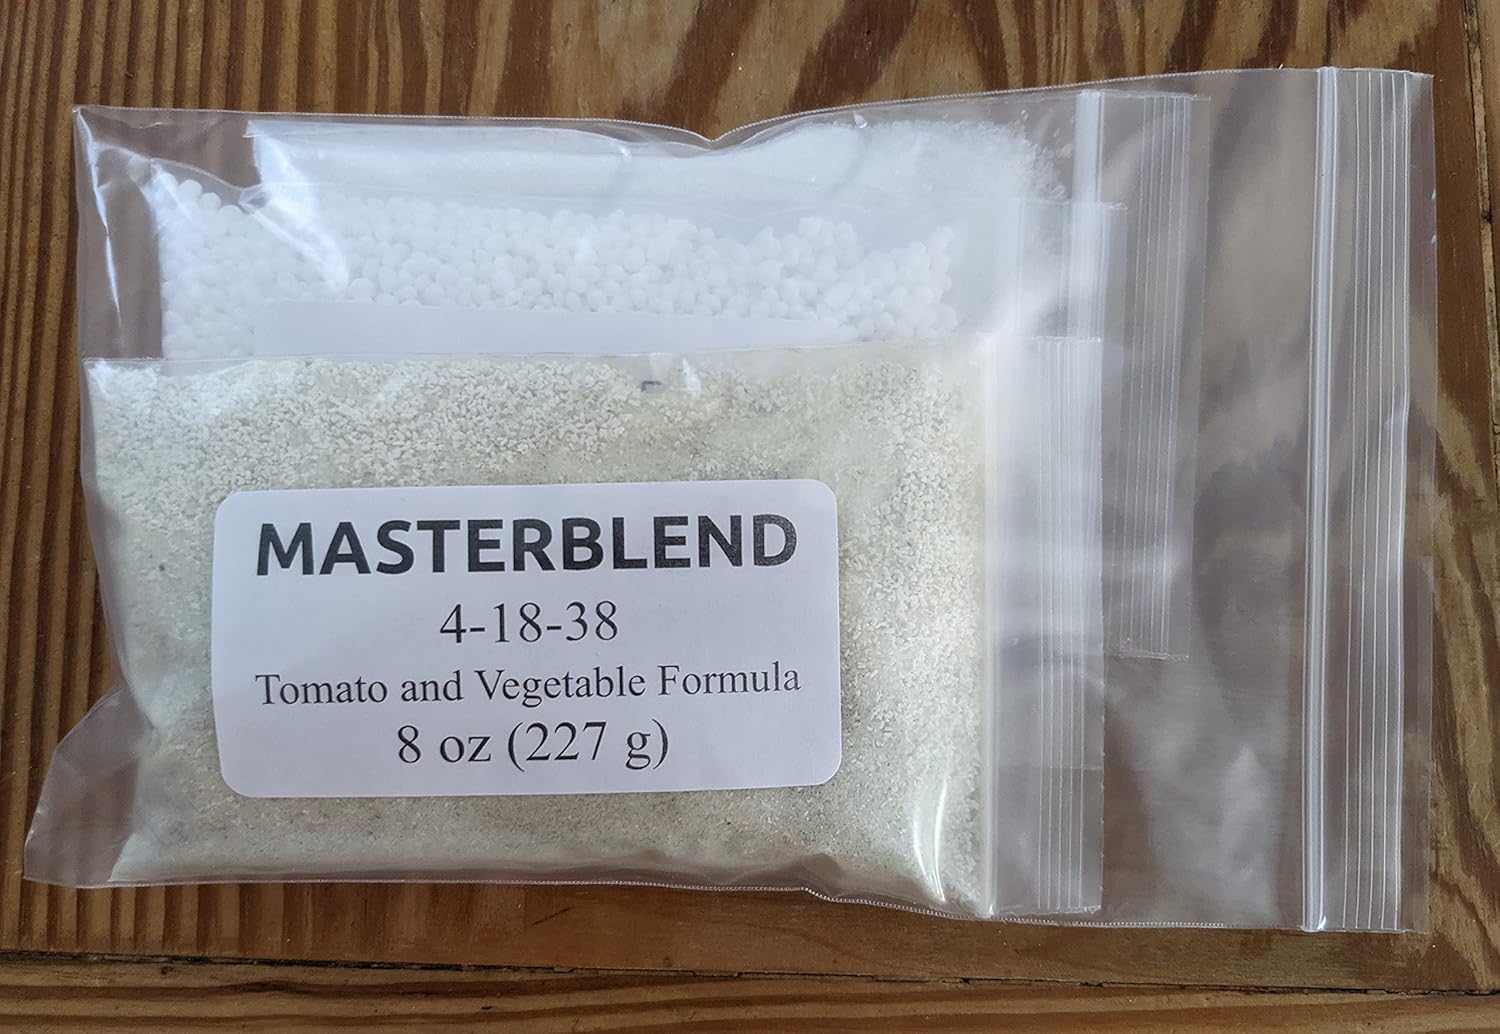 MASTERBLEND
4-18-38
Tomato and Vegetable Formula
8 oz (227 g)